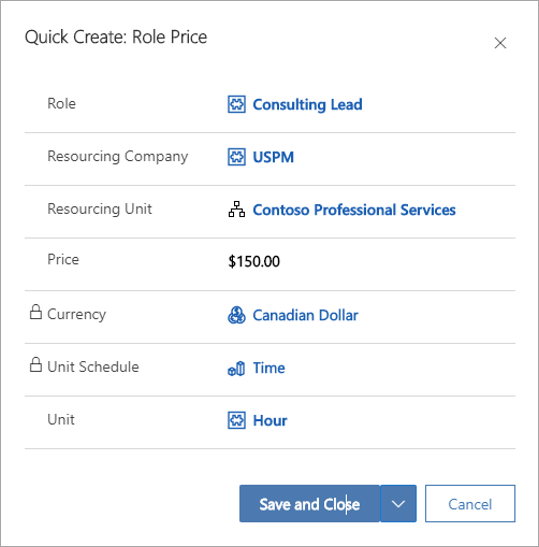 Quick Create: Role Price
Role Consulting Lead
Resourcing Company USPM
Resourcing Unit Contoso Professional Services
Price $150.00
Currency Canadian Dollar
Unit Schedule Time
Unit Hour
Save and Close Cancel